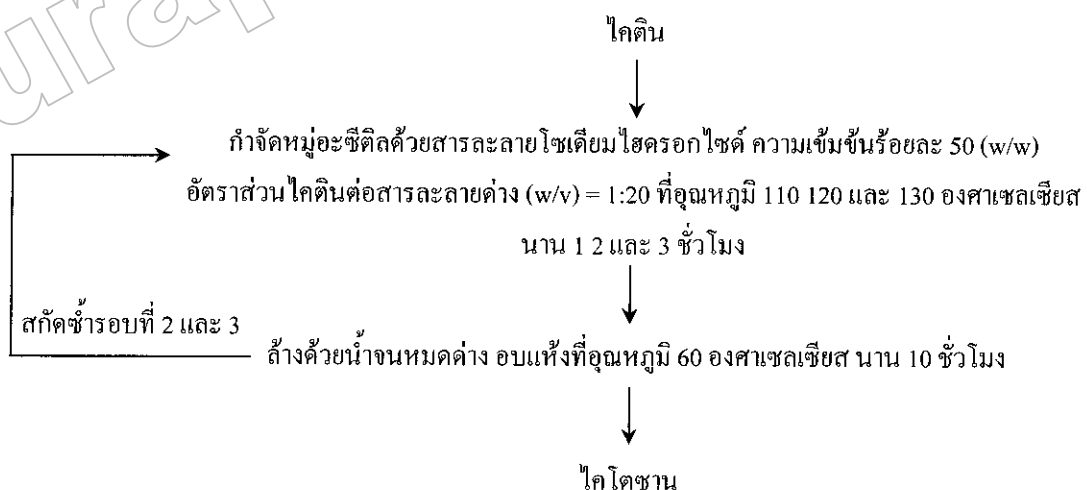 ไคติน
กำจัดหมู่อะซีติลด้วยสารละลายโซเดียมไฮดรอกไซด์ ความเข้มข้นร้อยละ 50 (w/w)
อัตราส่วนไคตินต่อสารละลายด่าง (w/v) = 1:20 ที่อุณหภูมิ 110 120 และ 130 องศาเซลเซียส
นาน 1 2 และ 3 ชั่วโมง
สกัดซ้ำรอบที่ 2 และ 3
ล้างด้วยน้ำจนหมดด่าง อบแห้งที่อุณหภูมิ 60 องศาเซลเซียส นาน 10 ชั่วโมง
ไคโตซาน